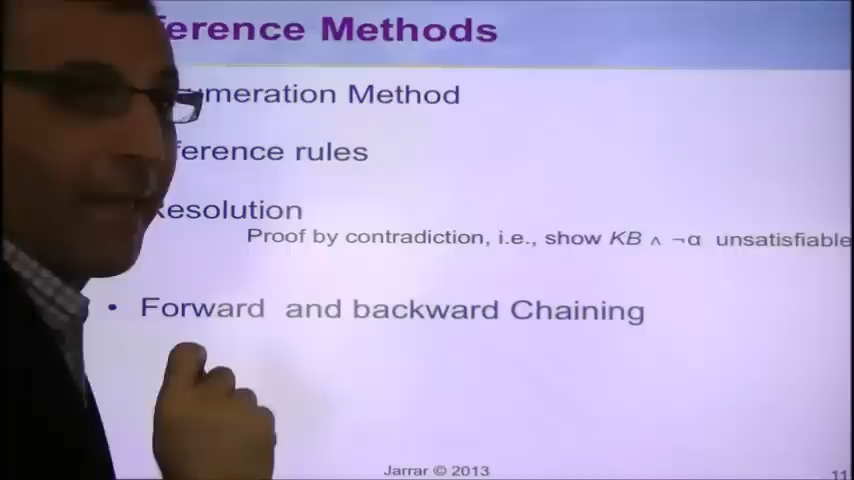 ference Methods
umeration Method
ference rules
Resolution
Proof by contradiction, i.e., show KB ∧ ¬α unsatisfiable
• Forward and backward Chaining
Jarrar © 2013
11